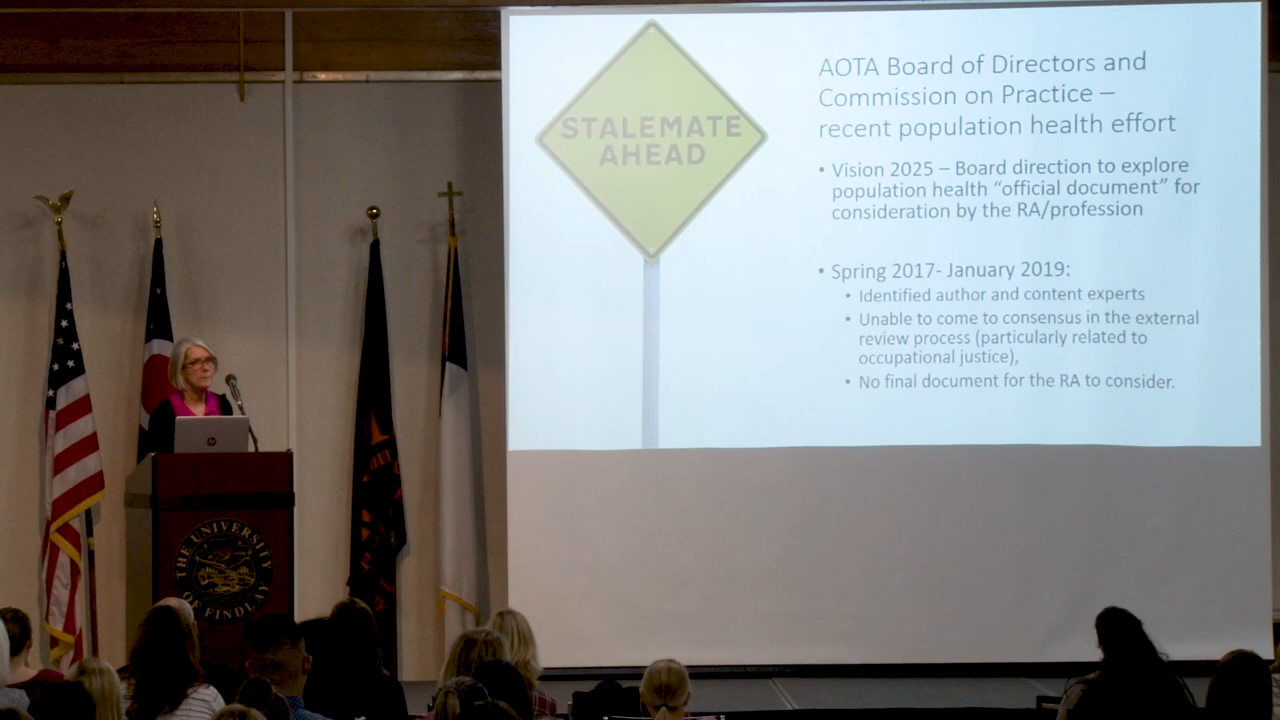 STALEMATE
AHEAD
AOTA Board of Directors and
Commission on Practice –
recent population health effort
• Vision 2025 – Board direction to explore
population health “official document” for
consideration by the RA/profession
• Spring 2017- January 2019:
• Identified author and content experts
• Unable to come to consensus in the external
review process (particularly related to
occupational justice),
• No final document for the RA to consider.
hp
THE UNIVERSITY
OF FINDLAY